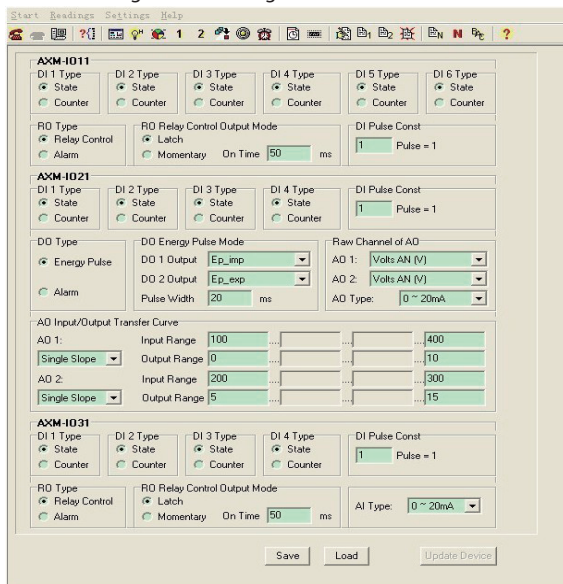 Start Readings Settings Help
?{} 1 2 EN N ?
AXM-IO11
DI 1 Type DI 2 Type DI 3 Type DI 4 Type DI 5 Type DI 6 Type
State State State State State State
Counter Counter Counter Counter Counter Counter
RO Type RO Relay Control Output Mode DI Pulse Const
Relay Control Latch 1 Pulse = 1
Alarm Momentary On Time 50 ms
AXM-IO21
DI 1 Type DI 2 Type DI 3 Type DI 4 Type DI Pulse Const
State State State State 1 Pulse = 1
Counter Counter Counter Counter
DO Type DO Energy Pulse Mode Raw Channel of AO
Energy Pulse DO 1 Output Ep_imp AO 1: Volts AN (V)
DO 2 Output Ep_exp AO 2: Volts AN (V)
Alarm Pulse Width 20 ms AO Type: 0 ~ 20mA
AO Input/Output Transfer Curve
AO 1: Input Range 100 ... ... ... 400
Single Slope Output Range 0 ... ... ... 10
AO 2: Input Range 200 ... ... ... 300
Single Slope Output Range 5 ... ... ... 15
AXM-IO31
DI 1 Type DI 2 Type DI 3 Type DI 4 Type DI Pulse Const
State State State State 1 Pulse = 1
Counter Counter Counter Counter
RO Type RO Relay Control Output Mode
Relay Control Latch AI Type: 0 ~ 20mA
Alarm Momentary On Time 50 ms
Save Load Update Device